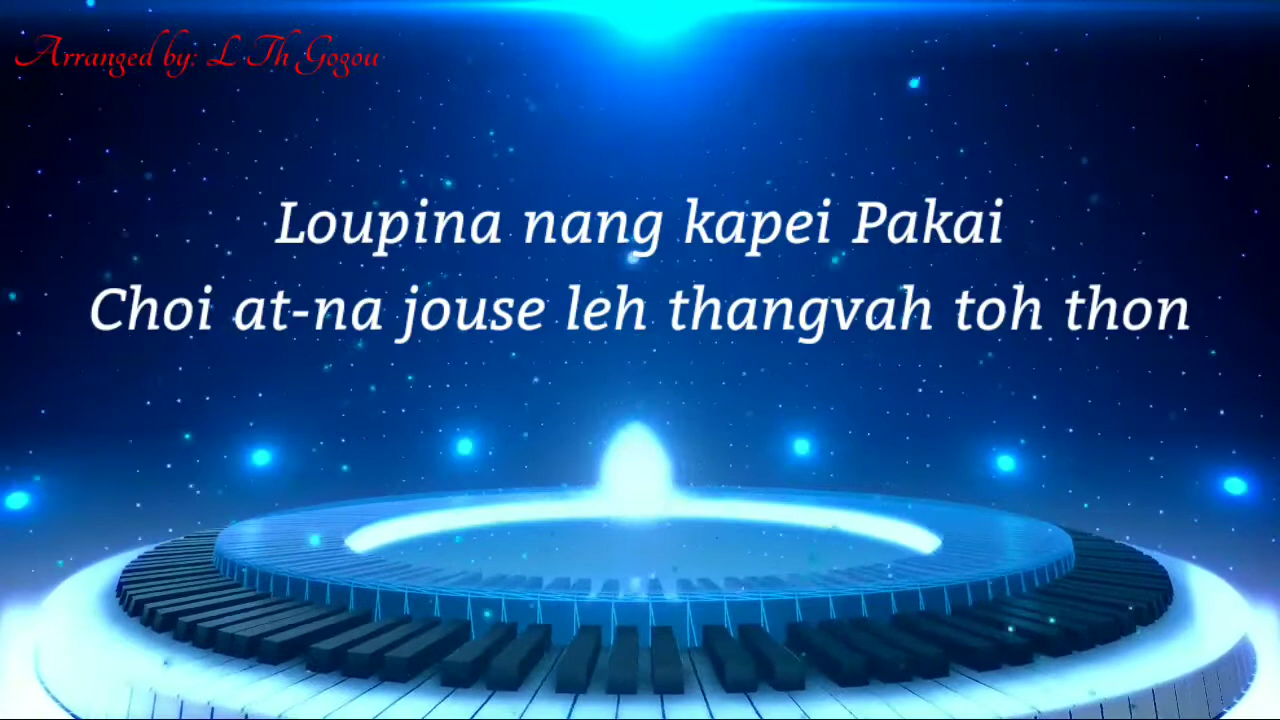 Arranged by: L Th Gogou
Loupina nang kapei Pakai
Choi at-na jouse leh thangvah toh thon